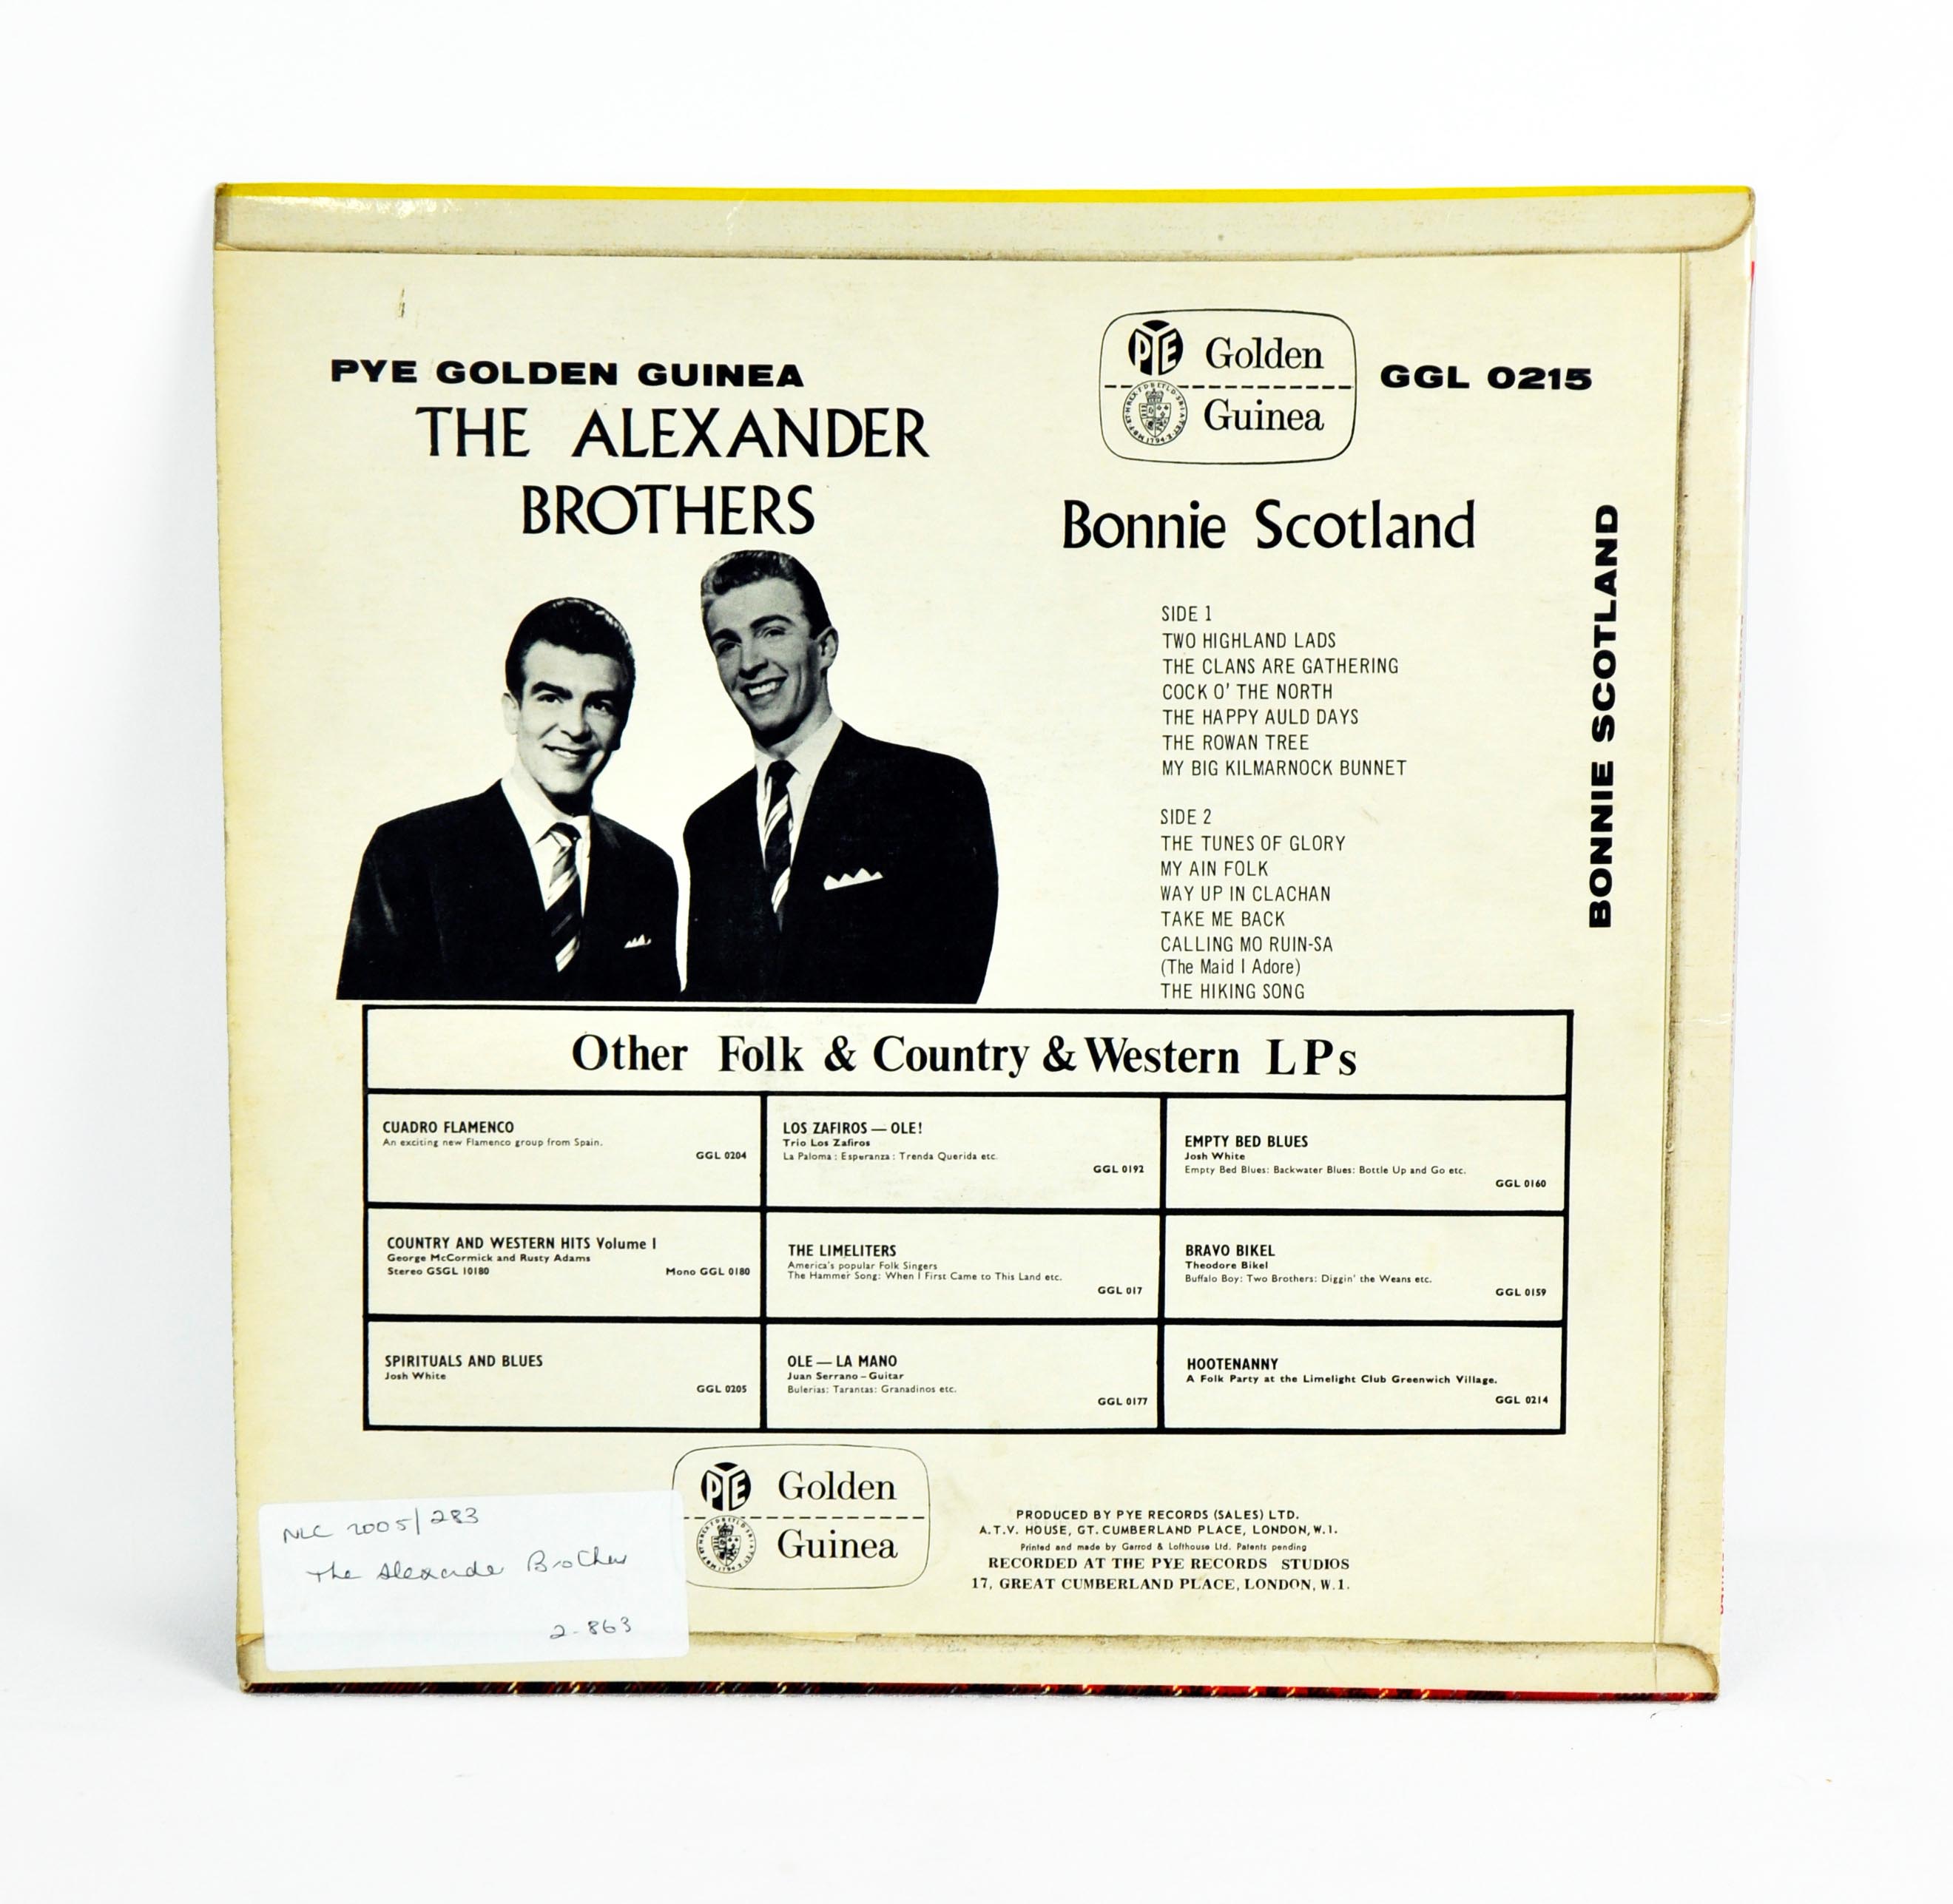 PYE GOLDEN GUINEA
THE ALEXANDER
BROTHERS
PYE
Golden
Guinea
GGL 0215
Bonnie Scotland
BONNIE SCOTLAND
SIDE 1
TWO HIGHLAND LADS
THE CLANS ARE GATHERING
COCK O' THE NORTH
THE HAPPY AULD DAYS
THE ROWAN TREE
MY BIG KILMARNOCK BUNNET
SIDE 2
THE TUNES OF GLORY
MY AIN FOLK
WAY UP IN CLACHAN
TAKE ME BACK
CALLING MO RUIN-SA
(The Maid I Adore)
THE HIKING SONG
Other Folk & Country & Western LPs
CUADRO FLAMENCO
An exciting new Flamenco group from Spain.
GGL 0204
LOS ZAFIROS — OLE!
Trio Los Zafiros
La Paloma : Esperanza : Trenda Querida etc.
GGL 0192
EMPTY BED BLUES
Josh White
Empty Bed Blues: Backwater Blues: Bottle Up and Go etc.
GGL 0160
COUNTRY AND WESTERN HITS Volume I
George McCormick and Rusty Adams
Stereo GSGL 10180 Mono GGL 0180
THE LIMELITERS
America's popular Folk Singers
The Hammer Song: When I First Came to This Land etc.
GGL 017
BRAVO BIKEL
Theodore Bikel
Buffalo Boy: Two Brothers: Diggin' the Weans etc.
GGL 0159
SPIRITUALS AND BLUES
Josh White
GGL 0205
OLE — LA MANO
Juan Serrano – Guitar
Bulerias: Tarantas: Granadinos etc.
GGL 0177
HOOTENANNY
A Folk Party at the Limelight Club Greenwich Village.
GGL 0214
PYE
Golden
Guinea
PRODUCED BY PYE RECORDS (SALES) LTD.
A.T.V. HOUSE, GT. CUMBERLAND PLACE, LONDON, W.1.
Printed and made by Garrod & Lofthouse Ltd. Patents pending
RECORDED AT THE PYE RECORDS STUDIOS
17, GREAT CUMBERLAND PLACE, LONDON, W.1.
NLC 2005/283
The Alexander Brothers
2-863